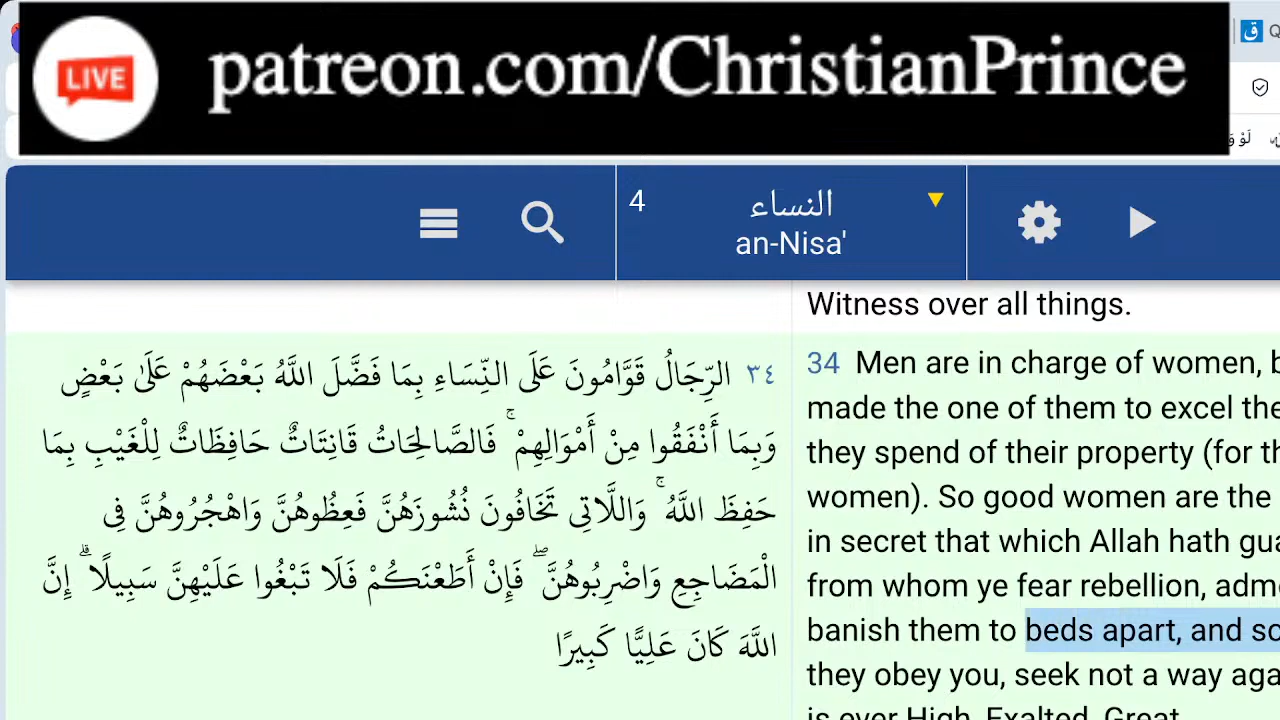 LIVE
patreon.com/ChristianPrince
ق
لَوْ
4
النساء
an-Nisa'
Witness over all things.
٣٤ الرِّجَالُ قَوَّامُونَ عَلَى النِّسَاءِ بِمَا فَضَّلَ اللَّهُ بَعْضَهُمْ عَلَىٰ بَعْضٍ
وَبِمَا أَنْفَقُوا مِنْ أَمْوَالِهِمْ ۚ فَالصَّالِحَاتُ قَانِتَاتٌ حَافِظَاتٌ لِلْغَيْبِ بِمَا
حَفِظَ اللَّهُ ۚ وَاللَّاتِي تَخَافُونَ نُشُوزَهُنَّ فَعِظُوهُنَّ وَاهْجُرُوهُنَّ فِي
الْمَضَاجِعِ وَاضْرِبُوهُنَّ ۖ فَإِنْ أَطَعْنَكُمْ فَلَا تَبْغُوا عَلَيْهِنَّ سَبِيلًا ۗ إِنَّ
اللَّهَ كَانَ عَلِيًّا كَبِيرًا
34 Men are in charge of women, b
made the one of them to excel the
they spend of their property (for th
women). So good women are the
in secret that which Allah hath gua
from whom ye fear rebellion, adm
banish them to beds apart, and sc
they obey you, seek not a way aga
is ever High, Exalted, Great.